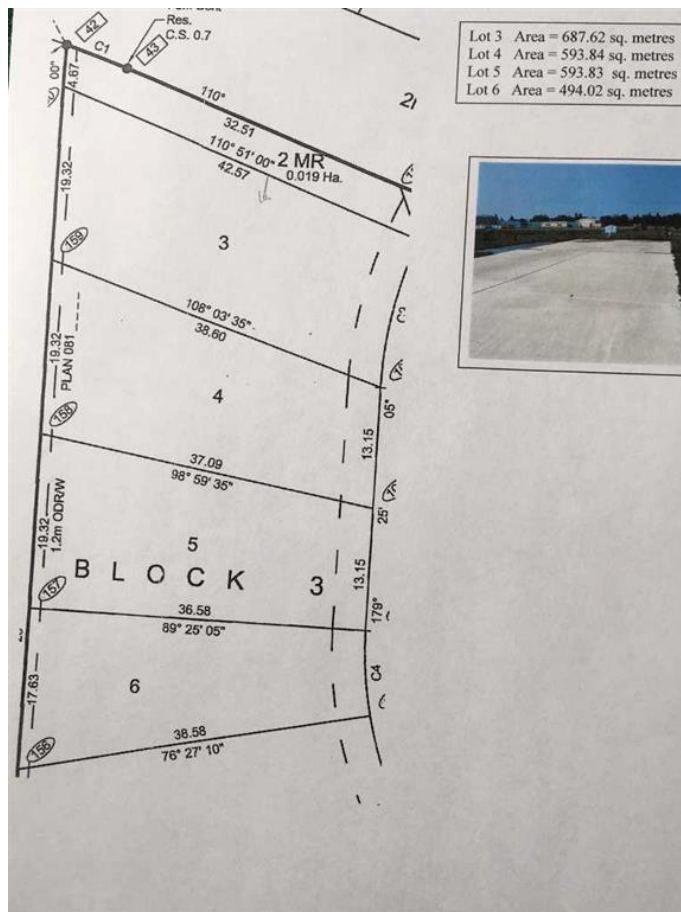 42
C1
Res.
C.S. 0.7
43
4.67
00"
110°
32.51
110° 51' 00"
42.57
2 MR
0.019 Ha.
19.32
3
159
108° 03' 35"
38.60
19.32
PLAN 081
4
05"
158
13.15
37.09
98° 59' 35"
25'
19.32
1.2m ODR/W
5
BLOCK 3
13.15
157
36.58
89° 25' 05"
179°
C4
6
17.63
38.58
76° 27' 10"
156
Lot 3 Area = 687.62 sq. metres
Lot 4 Area = 593.84 sq. metres
Lot 5 Area = 593.83 sq. metres
Lot 6 Area = 494.02 sq. metres